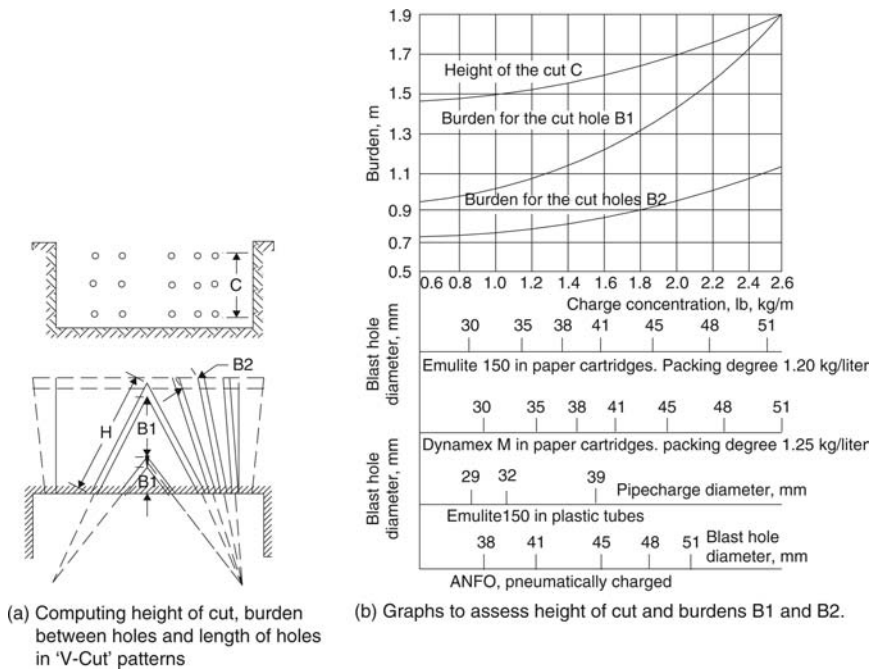 1.9
1.7
1.5
1.3
1.1
0.9
0.7
0.5
Burden, m
Height of the cut C
Burden for the cut hole B1
Burden for the cut holes B2
0.6 0.8 1.0 1.2 1.4 1.6 1.8 2.0 2.2 2.4 2.6
Charge concentration, lb, kg/m
Blast hole
diameter, mm
30 35 38 41 45 48 51
Emulite 150 in paper cartridges. Packing degree 1.20 kg/liter
30 35 38 41 45 48 51
Dynamex M in paper cartridges. packing degree 1.25 kg/liter
Blast hole
diameter, mm
29 32 39 Pipecharge diameter, mm
Emulite150 in plastic tubes
38 41 45 48 51 Blast hole
diameter, mm
ANFO, pneumatically charged
C
B2
H
B1
B1
(a) Computing height of cut, burden
between holes and length of holes
in ‘V-Cut’ patterns
(b) Graphs to assess height of cut and burdens B1 and B2.